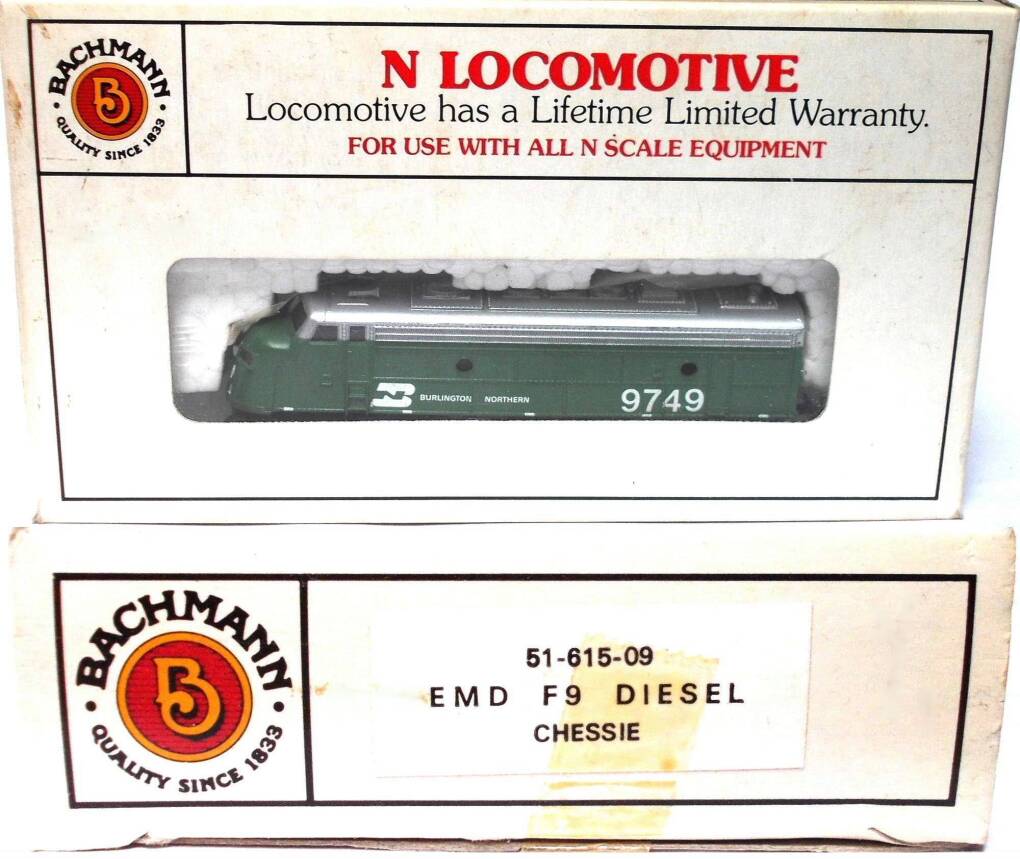 BACHMANN
B
QUALITY SINCE 1833
N LOCOMOTIVE
Locomotive has a Lifetime Limited Warranty.
FOR USE WITH ALL N SCALE EQUIPMENT
BN BURLINGTON NORTHERN
9749
BACHMANN
B
QUALITY SINCE 1833
51-615-09
EMD F9 DIESEL
CHESSIE